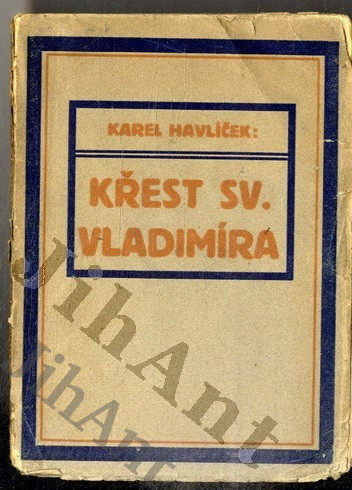 KAREL HAVLÍČEK:
KŘEST SV.
VLADIMÍRA
JihAnt
JihAnt